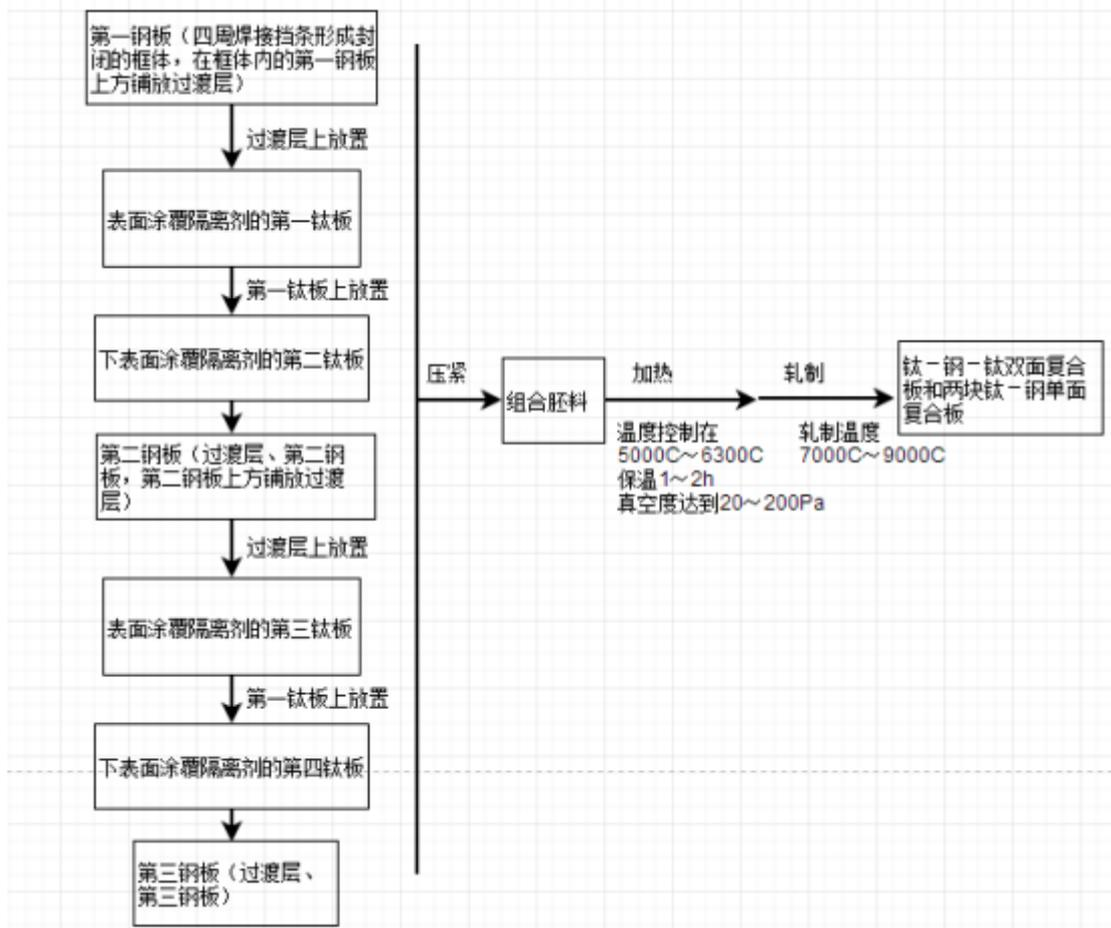 第一钢板（四周焊接挡条形成封
闭的框体，在框体内的第一钢板
上方铺放过渡层）
过渡层上放置
表面涂覆隔离剂的第一钛板
第一钛板上放置
下表面涂覆隔离剂的第二钛板
第二钢板（过渡层、第二钢
板，第二钢板上方铺放过渡
层）
过渡层上放置
表面涂覆隔离剂的第三钛板
第一钛板上放置
下表面涂覆隔离剂的第四钛板
第三钢板（过渡层、
第三钢板）
压紧
组合胚料
加热
温度控制在
5000C～6300C
保温1～2h
真空度达到20～200Pa
轧制
轧制温度
7000C～9000C
钛－钢－钛双面复合
板和两块钛－钢单面
复合板